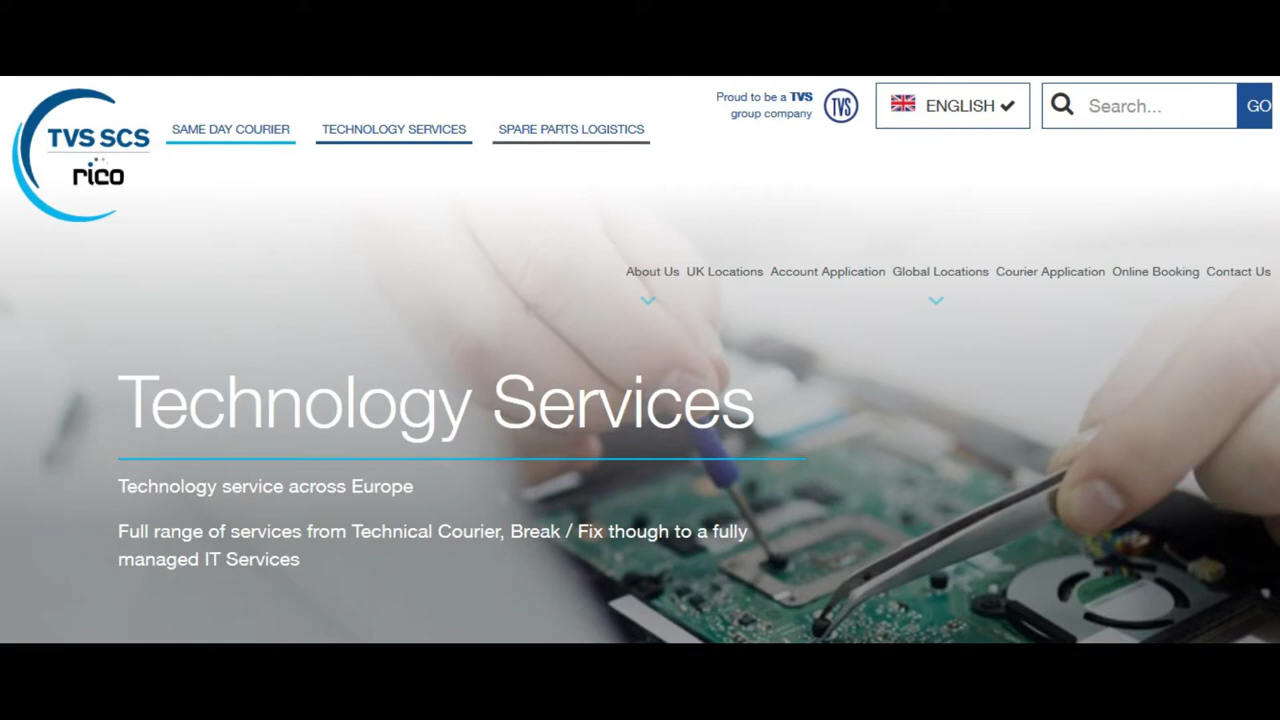 TVS SCS
rico
SAME DAY COURIER
TECHNOLOGY SERVICES
SPARE PARTS LOGISTICS
Proud to be a TVS
group company
TVS
ENGLISH
Search...
GO
About Us UK Locations Account Application Global Locations Courier Application Online Booking Contact Us
Technology Services
Technology service across Europe
Full range of services from Technical Courier, Break / Fix though to a fully
managed IT Services